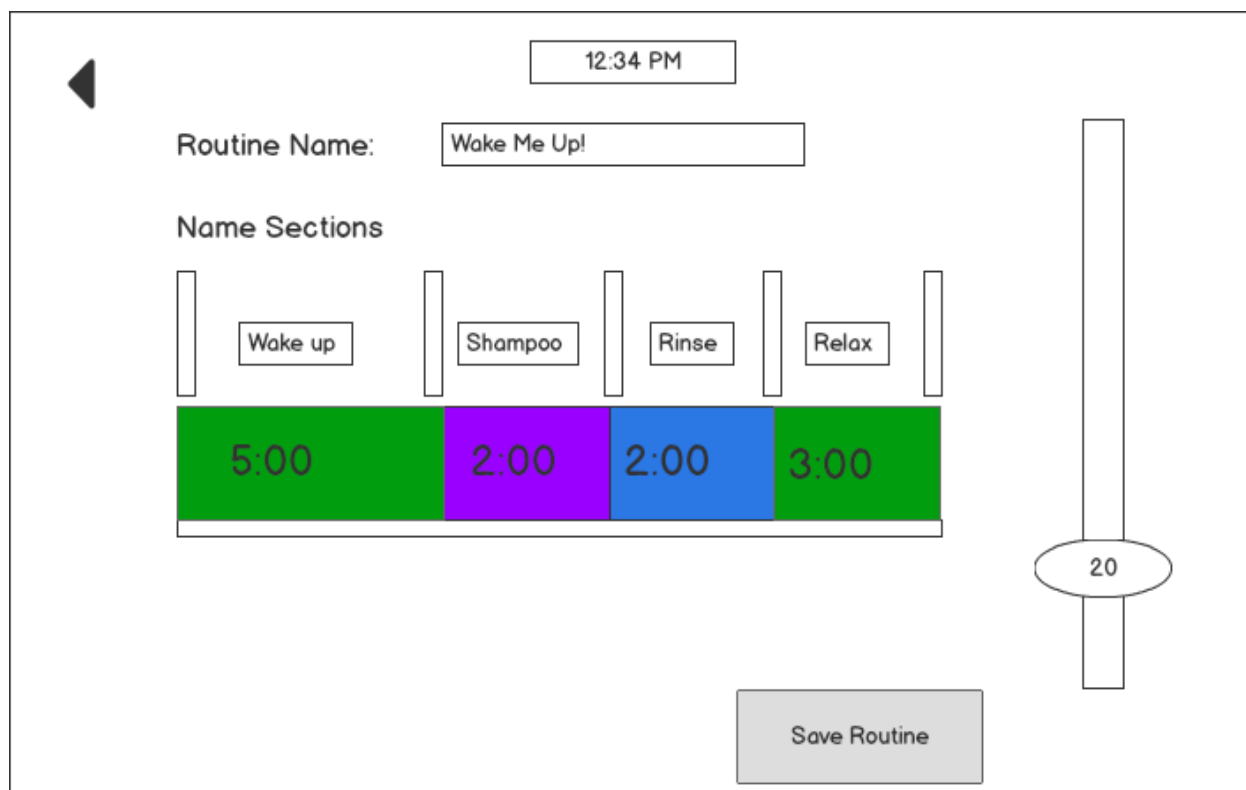 12:34 PM
Routine Name: Wake Me Up!
Name Sections
Wake up Shampoo Rinse Relax
5:00 2:00 2:00 3:00
20
Save Routine